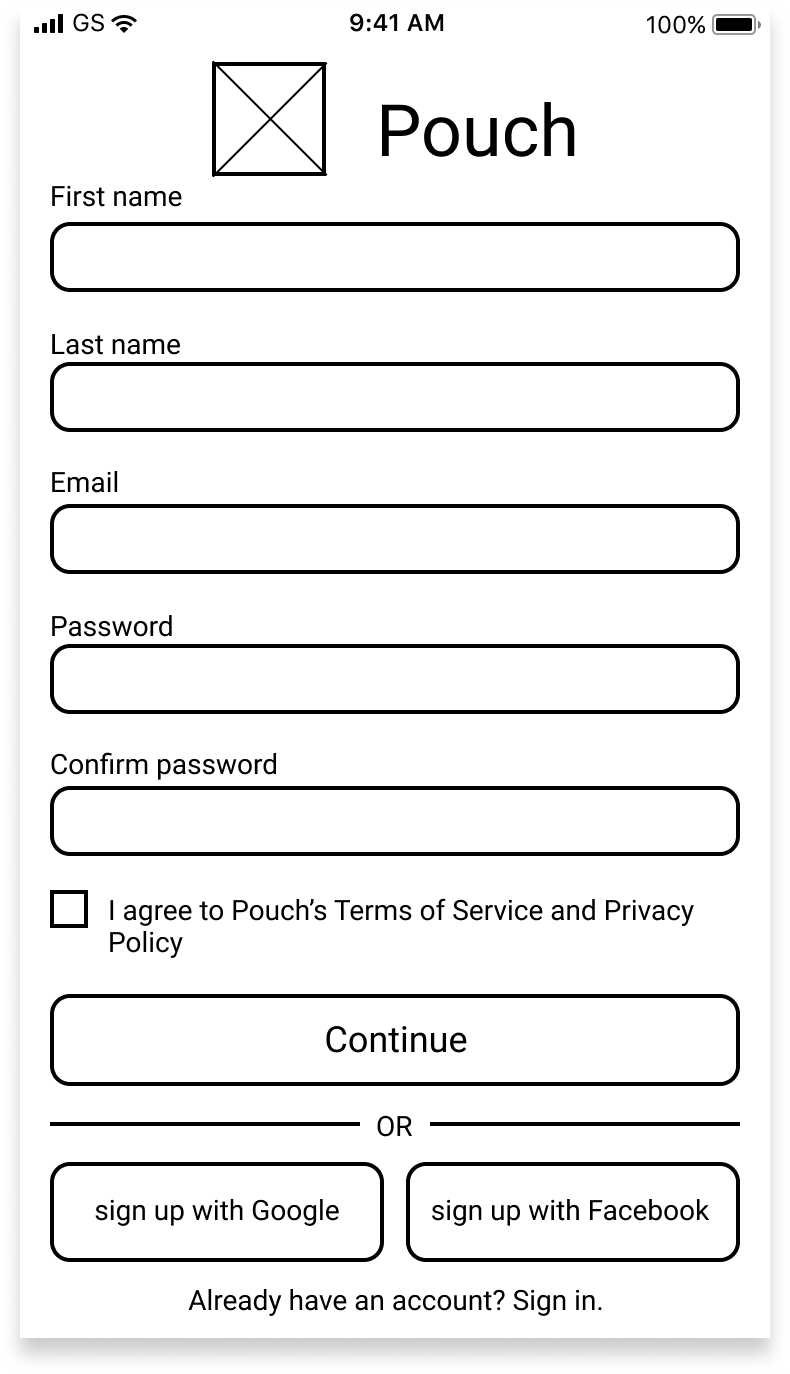 GS 9:41 AM 100%
Pouch
First name
Last name
Email
Password
Confirm password
I agree to Pouch’s Terms of Service and Privacy
Policy
Continue
OR
sign up with Google sign up with Facebook
Already have an account? Sign in.